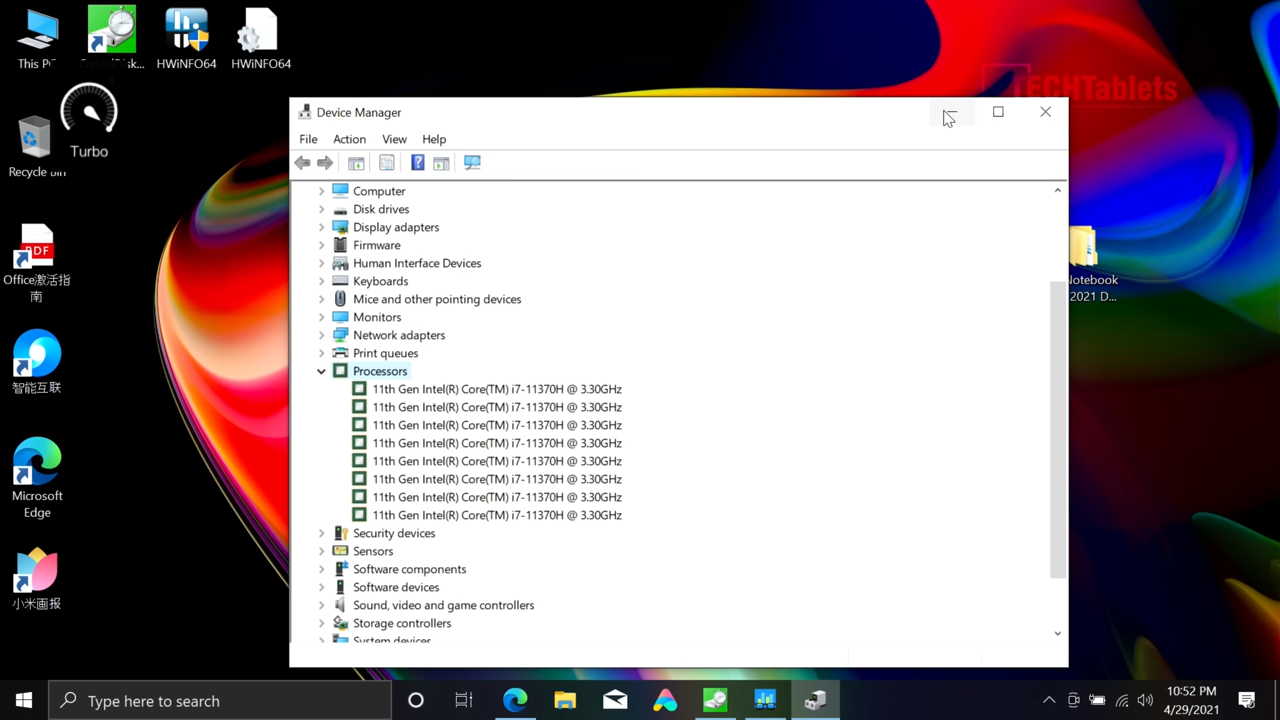 This PC
CrystalDisk...
HWiNFO64
HWiNFO64
TECHTablets
Turbo
Recycle Bin
Office激活指
南
智能互联
Microsoft
Edge
小米画报
Notebook
2021 D...
Device Manager
File Action View Help
Computer
Disk drives
Display adapters
Firmware
Human Interface Devices
Keyboards
Mice and other pointing devices
Monitors
Network adapters
Print queues
Processors
11th Gen Intel(R) Core(TM) i7-11370H @ 3.30GHz
11th Gen Intel(R) Core(TM) i7-11370H @ 3.30GHz
11th Gen Intel(R) Core(TM) i7-11370H @ 3.30GHz
11th Gen Intel(R) Core(TM) i7-11370H @ 3.30GHz
11th Gen Intel(R) Core(TM) i7-11370H @ 3.30GHz
11th Gen Intel(R) Core(TM) i7-11370H @ 3.30GHz
11th Gen Intel(R) Core(TM) i7-11370H @ 3.30GHz
11th Gen Intel(R) Core(TM) i7-11370H @ 3.30GHz
Security devices
Sensors
Software components
Software devices
Sound, video and game controllers
Storage controllers
System devices
Type here to search
10:52 PM
4/29/2021